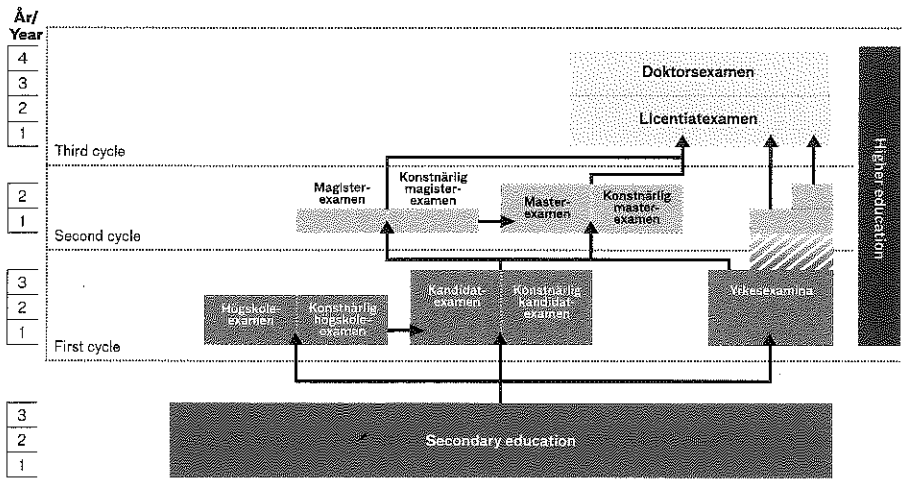 År/
Year
4
3
2
1
Doktorsexamen
Licentiatexamen
Third cycle
2
1
Magister-
examen
Konstnärlig
magister-
examen
Master-
examen
Konstnärlig
master-
examen
Second cycle
3
2
1
Högskole-
examen
Konstnärlig
högskole-
examen
Kandidat-
examen
Konstnärlig
kandidat-
examen
Yrkesexamina
First cycle
Higher education
3
2
1
Secondary education